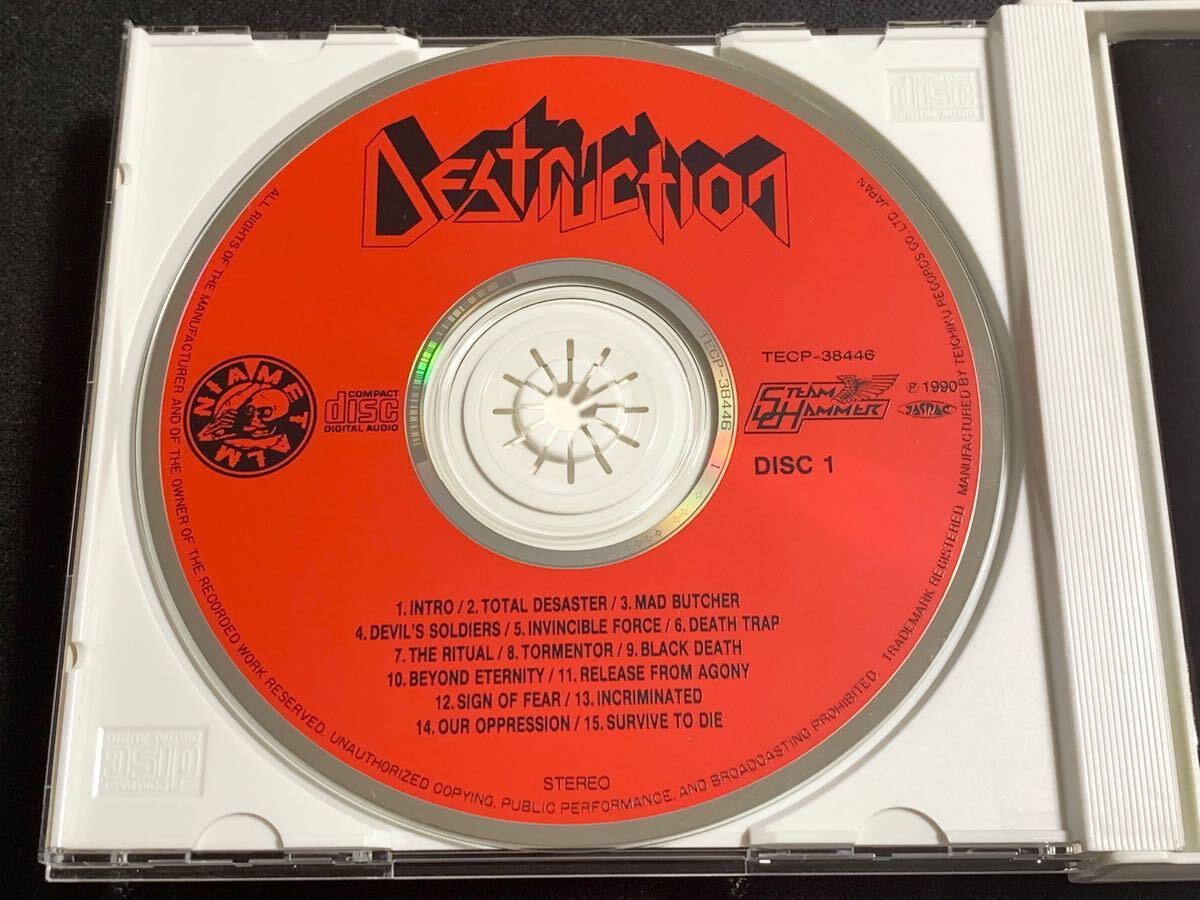 DESTRUCTION
TECP-38446
STEAM HAMMER
℗ 1990
JASRAC
DISC 1
COMPACT
disc
DIGITAL AUDIO
TECP-38446
1
COMPACT
disc
DIGITAL AUDIO
1. INTRO / 2. TOTAL DESASTER / 3. MAD BUTCHER
4. DEVIL'S SOLDIERS / 5. INVINCIBLE FORCE / 6. DEATH TRAP
7. THE RITUAL / 8. TORMENTOR / 9. BLACK DEATH
10. BEYOND ETERNITY / 11. RELEASE FROM AGONY
12. SIGN OF FEAR / 13. INCRIMINATED
14. OUR OPPRESSION / 15. SURVIVE TO DIE
STEREO
ALL RIGHTS OF THE MANUFACTURER AND OF THE OWNER OF THE RECORDED WORK RESERVED. UNAUTHORIZED COPYING, PUBLIC PERFORMANCE, AND BROADCASTING PROHIBITED. TRADEMARK REGISTERED. MANUFACTURED BY TEICHIKU RECORDS CO., LTD. JAPAN
COMPACT
disc
DIGITAL AUDIO